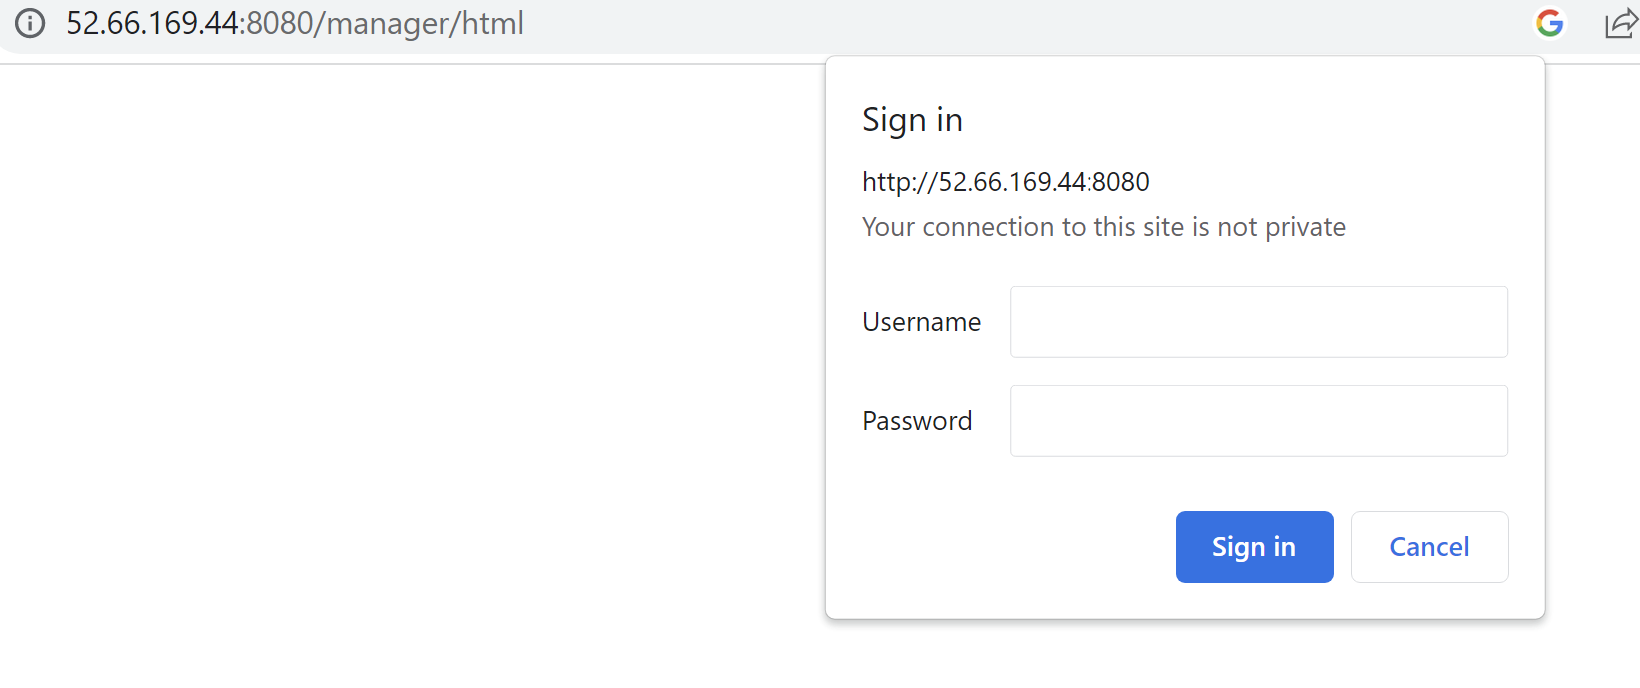 52.66.169.44:8080/manager/html
Sign in
http://52.66.169.44:8080
Your connection to this site is not private
Username
Password
Sign in
Cancel